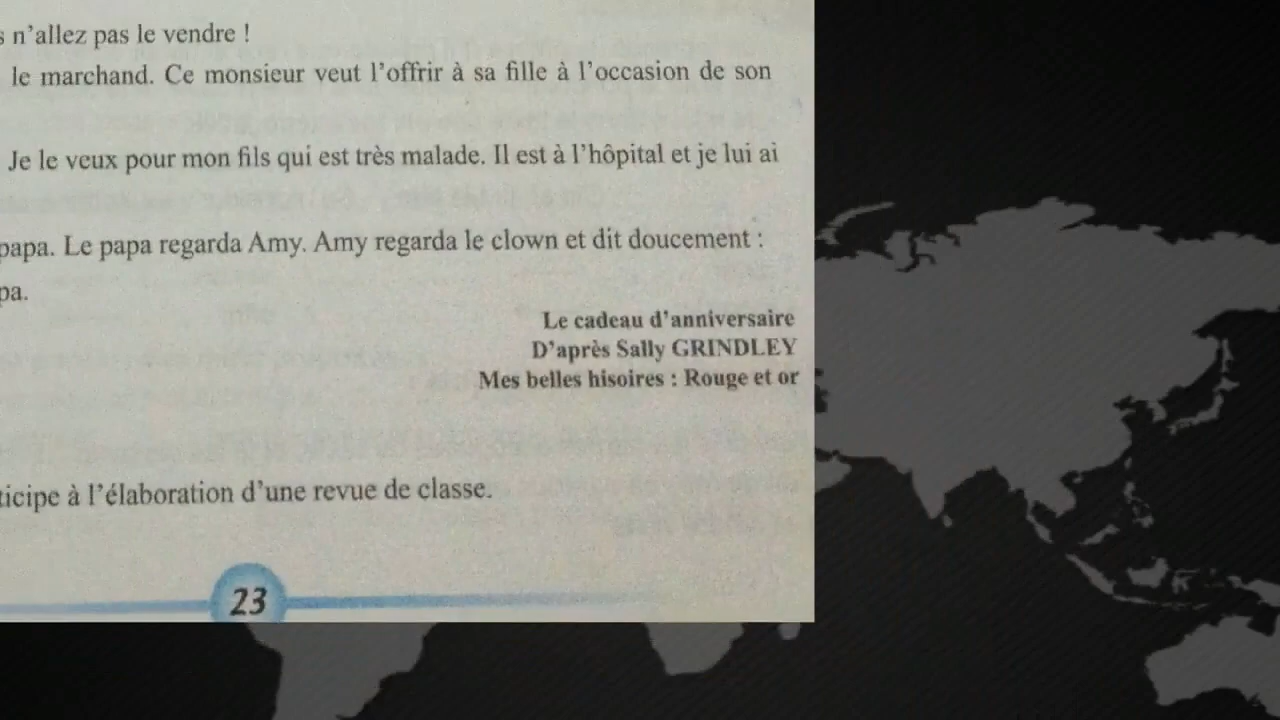 s n'allez pas le vendre !
le marchand. Ce monsieur veut l'offrir à sa fille à l'occasion de son
Je le veux pour mon fils qui est très malade. Il est à l'hôpital et je lui ai
papa. Le papa regarda Amy. Amy regarda le clown et dit doucement :
pa.
Le cadeau d'anniversaire
D'après Sally GRINDLEY
Mes belles hisoires : Rouge et or
ticipe à l'élaboration d'une revue de classe.
23